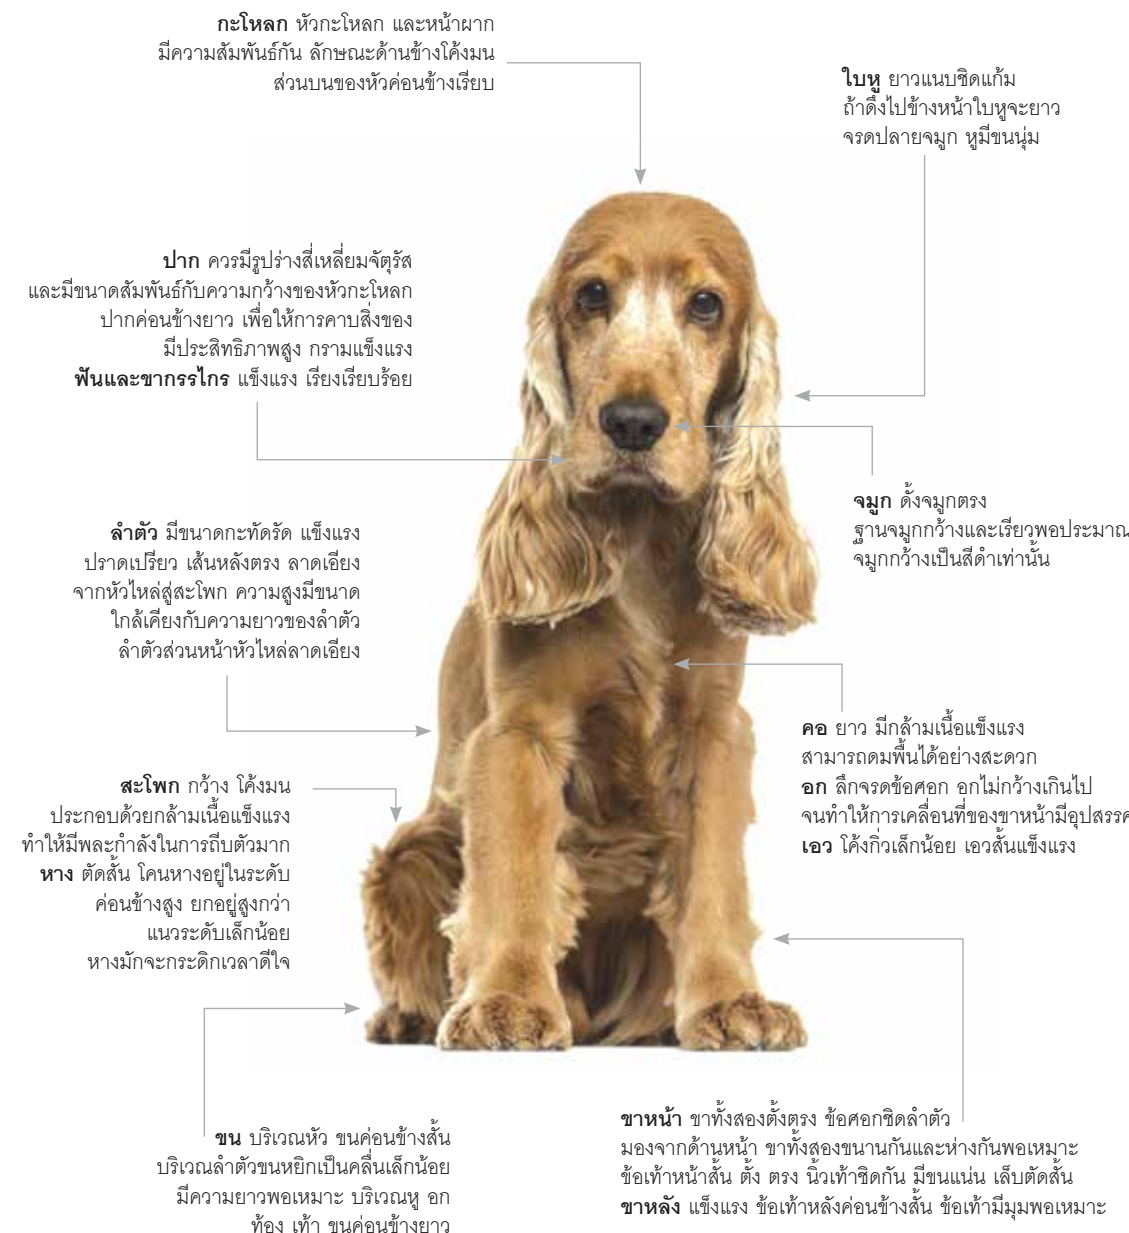 กะโหลก หัวกะโหลก และหน้าผาก
มีความสัมพันธ์กัน ลักษณะด้านข้างโค้งมน
ส่วนบนของหัวค่อนข้างเรียบ
ใบหู ยาวแนบชิดแก้ม
ถ้าดึงไปข้างหน้าใบหูจะยาว
จรดปลายจมูก หูมีขนนุ่ม
ปาก ควรมีรูปร่างสี่เหลี่ยมจัตุรัส
และมีขนาดสัมพันธ์กับความกว้างของหัวกะโหลก
ปากค่อนข้างยาว เพื่อให้การคาบสิ่งของ
มีประสิทธิภาพสูง กรามแข็งแรง
ฟันและขากรรไกร แข็งแรง เรียงเรียบร้อย
จมูก ดั้งจมูกตรง
ฐานจมูกกว้างและเรียวพอประมาณ
จมูกกว้างเป็นสีดำเท่านั้น
ลำตัว มีขนาดกะทัดรัด แข็งแรง
ปราดเปรียว เส้นหลังตรง ลาดเอียง
จากหัวไหล่สู่สะโพก ความสูงมีขนาด
ใกล้เคียงกับความยาวของลำตัว
ลำตัวส่วนหน้าหัวไหล่ลาดเอียง
คอ ยาว มีกล้ามเนื้อแข็งแรง
สามารถดมพื้นได้อย่างสะดวก
อก ลึกจรดข้อศอก อกไม่กว้างเกินไป
จนทำให้การเคลื่อนที่ของขาหน้ามีอุปสรรค
เอว โค้งกิ่วเล็กน้อย เอวสั้นแข็งแรง
สะโพก กว้าง โค้งมน
ประกอบด้วยกล้ามเนื้อแข็งแรง
ทำให้มีพละกำลังในการถีบตัวมาก
หาง ตัดสั้น โคนหางอยู่ในระดับ
ค่อนข้างสูง ยกอยู่สูงกว่า
แนวระดับเล็กน้อย
หางมักจะกระดิกเวลาดีใจ
ขน บริเวณหัว ขนค่อนข้างสั้น
บริเวณลำตัวขนหยิกเป็นคลื่นเล็กน้อย
มีความยาวพอเหมาะ บริเวณหู อก
ท้อง เท้า ขนค่อนข้างยาว
ขาหน้า ขาทั้งสองตั้งตรง ข้อศอกชิดลำตัว
มองจากด้านหน้า ขาทั้งสองขนานกันและห่างกันพอเหมาะ
ข้อเท้าหน้าสั้น ตั้ง ตรง นิ้วเท้าชิดกัน มีขนแน่น เล็บตัดสั้น
ขาหลัง แข็งแรง ข้อเท้าหลังค่อนข้างสั้น ข้อเท้ามีมุมพอเหมาะ